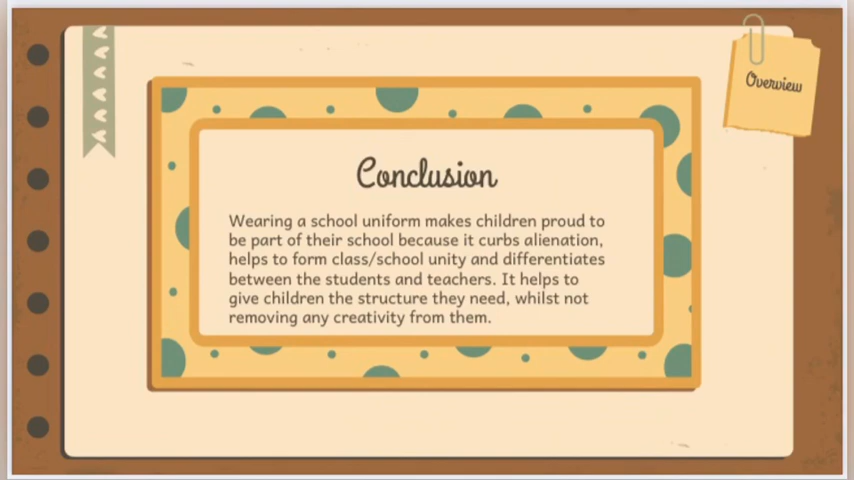 Overview
Conclusion
Wearing a school uniform makes children proud to
be part of their school because it curbs alienation,
helps to form class/school unity and differentiates
between the students and teachers. It helps to
give children the structure they need, whilst not
removing any creativity from them.